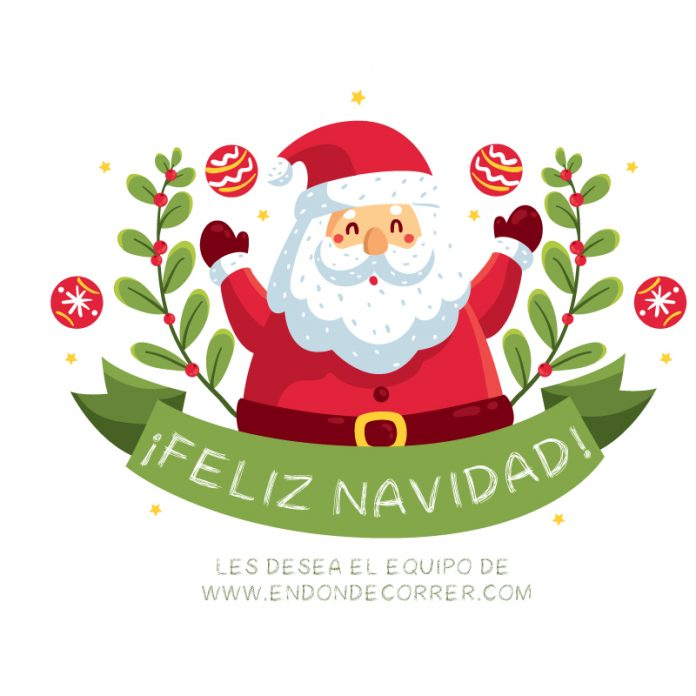 ¡FELIZ NAVIDAD!
LES DESEA EL EQUIPO DE
WWW.ENDONDECORRER.COM